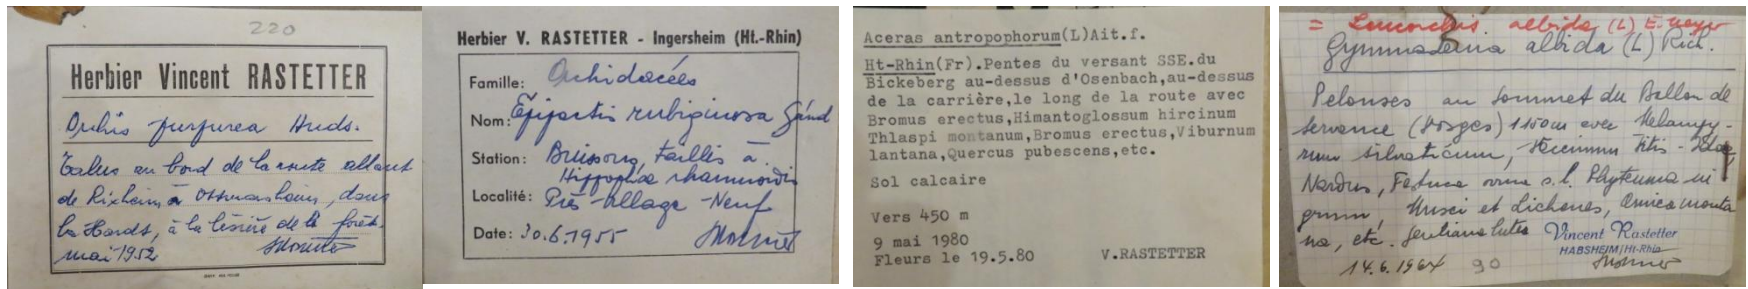 220
Herbier Vincent RASTETTER
Orchis purpurea Huds.
Talus au bord de la route allant
de Rixheim à Ottmarsheim, dans
la Hardt, à la lisière de la forêt.
mai 1952
Herbier V. RASTETTER - Ingersheim (Ht.-Rhin)
Famille: Orchidacées
Nom: Epipactis rubiginosa Gaud
Station: Buissons, taillis à
Hippophae rhamnoides
Localité: Près Village-Neuf
Date: 30.6.1955
Aceras antropophorum(L)Ait.f.
Ht-Rhin(Fr).Pentes du versant SSE.du
Bickeberg au-dessus d'Osenbach,au-dessus
de la carrière,le long de la route avec
Bromus erectus,Himantoglossum hircinum
Thlaspi montanum,Bromus erectus,Viburnum
lantana,Quercus pubescens,etc.
Sol calcaire
Vers 450 m
9 mai 1980
Fleurs le 19.5.80 V.RASTETTER
= Leucorchis albida (L) E. Meyer
Gymnadenia albida (L) Rich.
Pelouses au sommet du Ballon de
Servance (Vosges) 1150m avec Melampy-
rum silvaticum, Vaccinium Vitis-Idaea,
Nardus, Festuca ovina s.l. Phyteuma ni
grum, Musci et Lichenes, Arnica monta
na, etc. Gentiana lutea
Vincent Rastetter
HABSHEIM/Ht-Rhin
14.6.1964 90